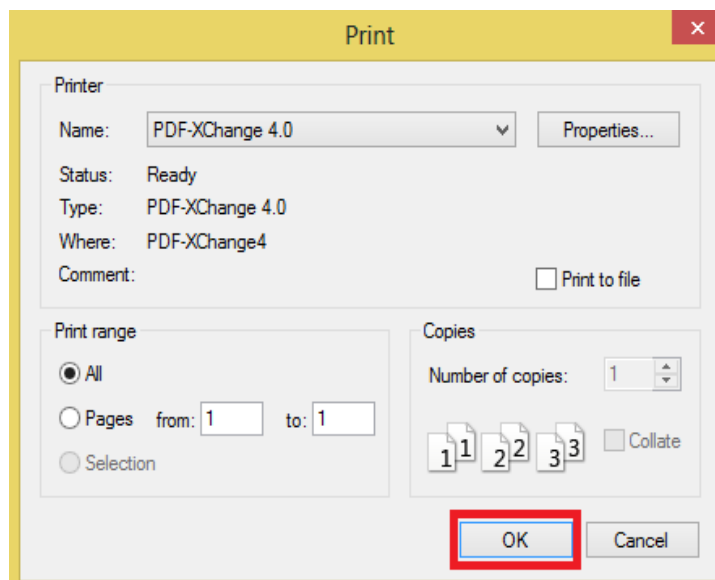 Print
Printer
Name: PDF-XChange 4.0 Properties...
Status: Ready
Type: PDF-XChange 4.0
Where: PDF-XChange4
Comment: Print to file
Print range
All
Pages from: 1 to: 1
Selection
Copies
Number of copies: 1
1 1 2 2 3 3 Collate
OK Cancel